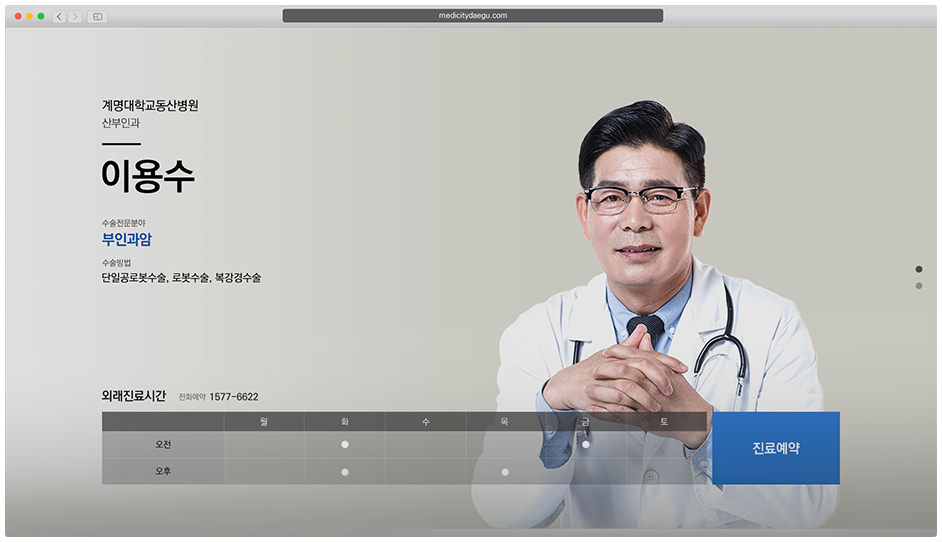 medicitydaegu.com
계명대학교동산병원
산부인과
이용수
수술전문분야
부인과암
수술방법
단일공로봇수술, 로봇수술, 복강경수술
외래진료시간 전화예약 1577-6622
월 화 수 목 금 토
오전
진료예약
오후